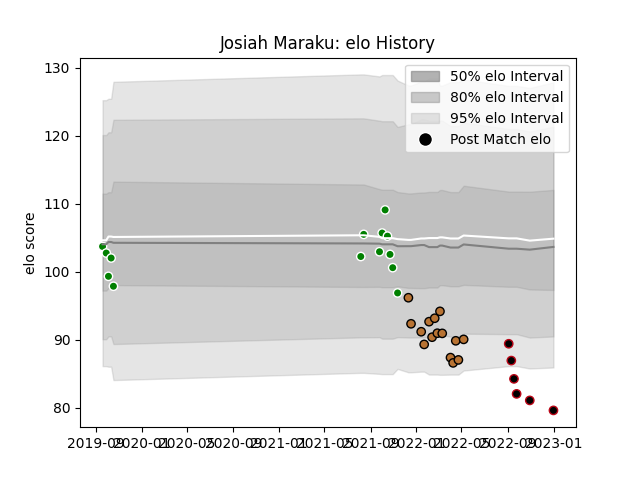 Josiah Maraku: elo History
50% elo Interval
80% elo Interval
95% elo Interval
Post Match elo
elo score
130
120
110
100
90
80
2019-09 2020-01 2020-05 2020-09 2021-01 2021-05 2021-09 2022-01 2022-05 2022-09 2023-01